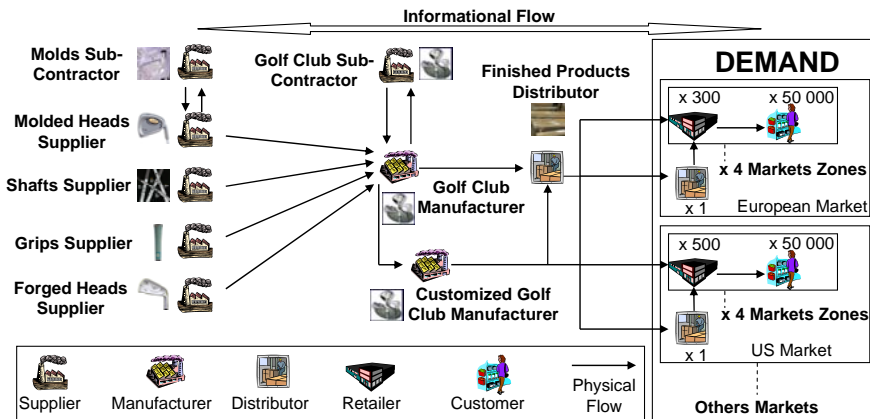 Informational Flow
Molds Sub-
Contractor
Golf Club Sub-
Contractor
Finished Products
Distributor
Molded Heads
Supplier
Shafts Supplier
Grips Supplier
Forged Heads
Supplier
Golf Club
Manufacturer
Customized Golf
Club Manufacturer
DEMAND
x 300
x 50 000
x 4 Markets Zones
x 1
European Market
x 500
x 50 000
x 4 Markets Zones
x 1
US Market
Others Markets
Supplier
Manufacturer
Distributor
Retailer
Customer
Physical
Flow